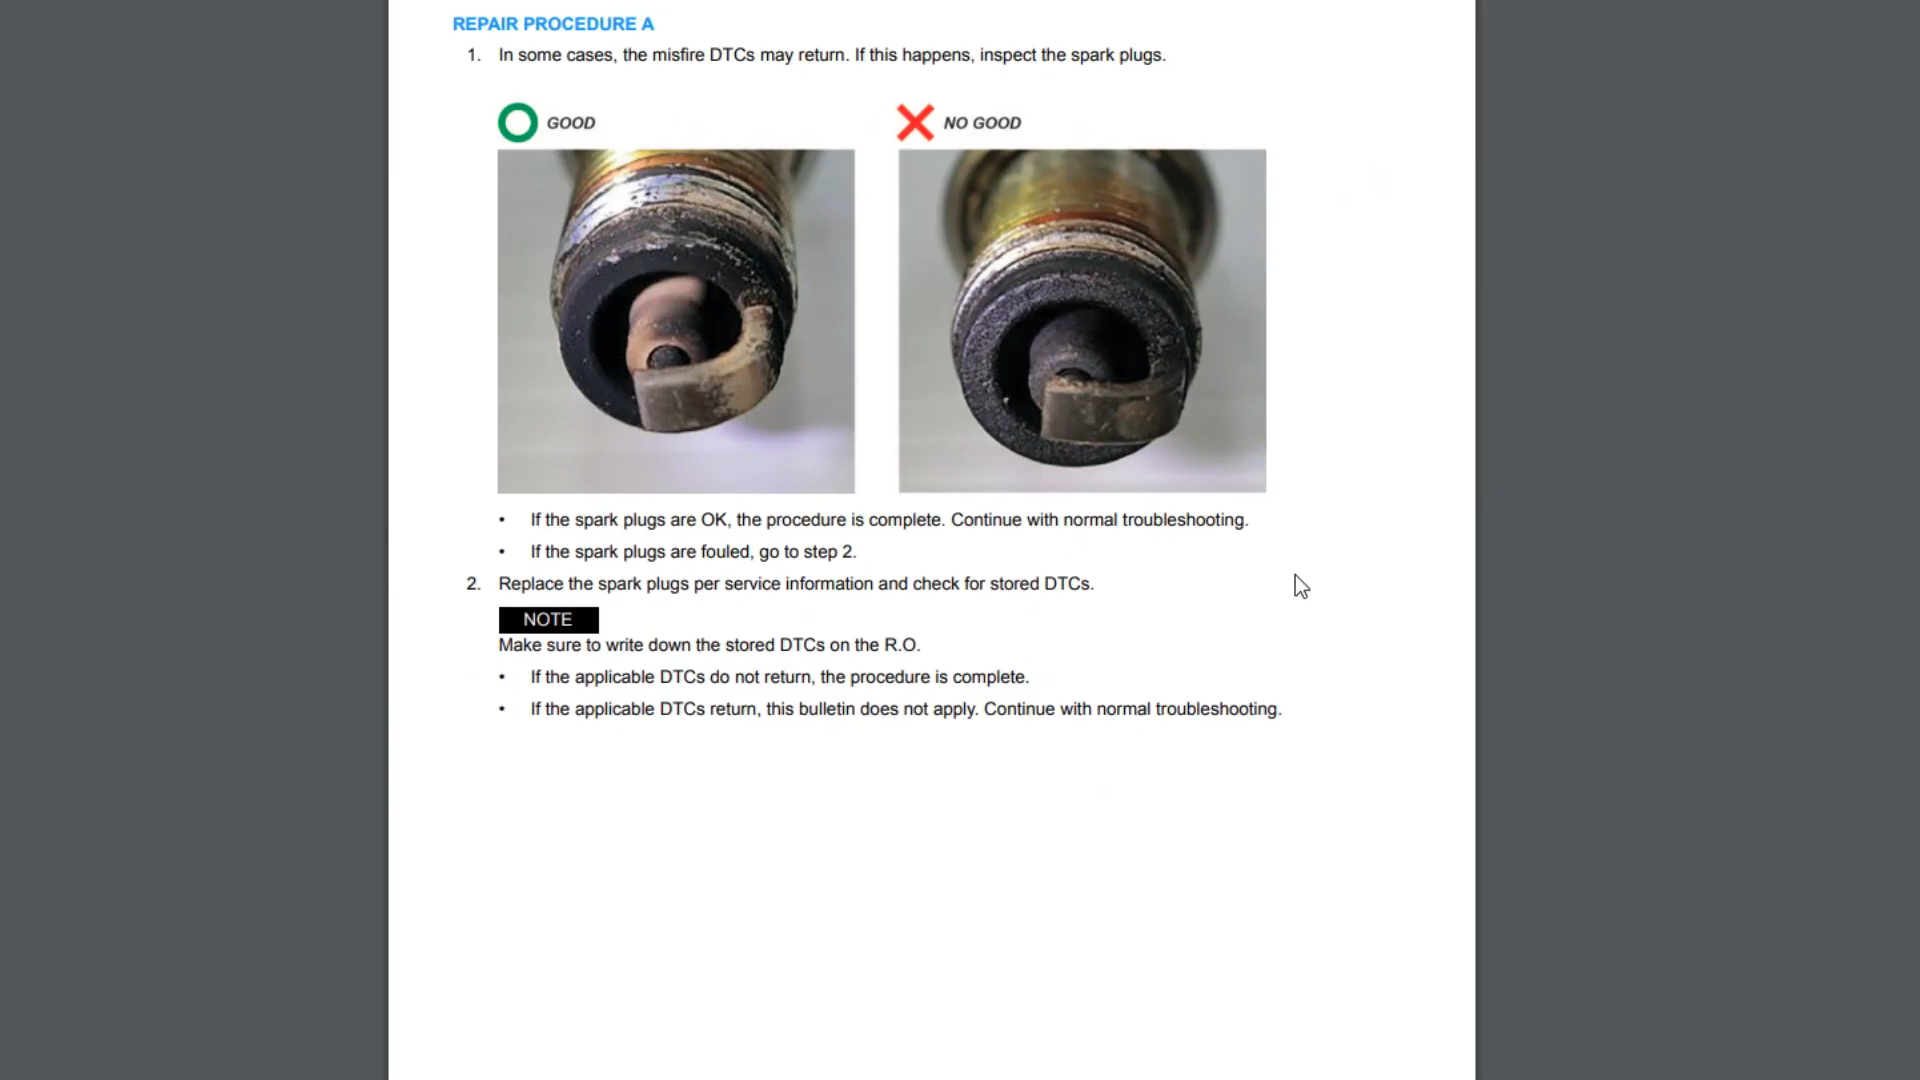 REPAIR PROCEDURE A
1. In some cases, the misfire DTCs may return. If this happens, inspect the spark plugs.
GOOD
NO GOOD
• If the spark plugs are OK, the procedure is complete. Continue with normal troubleshooting.
• If the spark plugs are fouled, go to step 2.
2. Replace the spark plugs per service information and check for stored DTCs.
NOTE
Make sure to write down the stored DTCs on the R.O.
• If the applicable DTCs do not return, the procedure is complete.
• If the applicable DTCs return, this bulletin does not apply. Continue with normal troubleshooting.